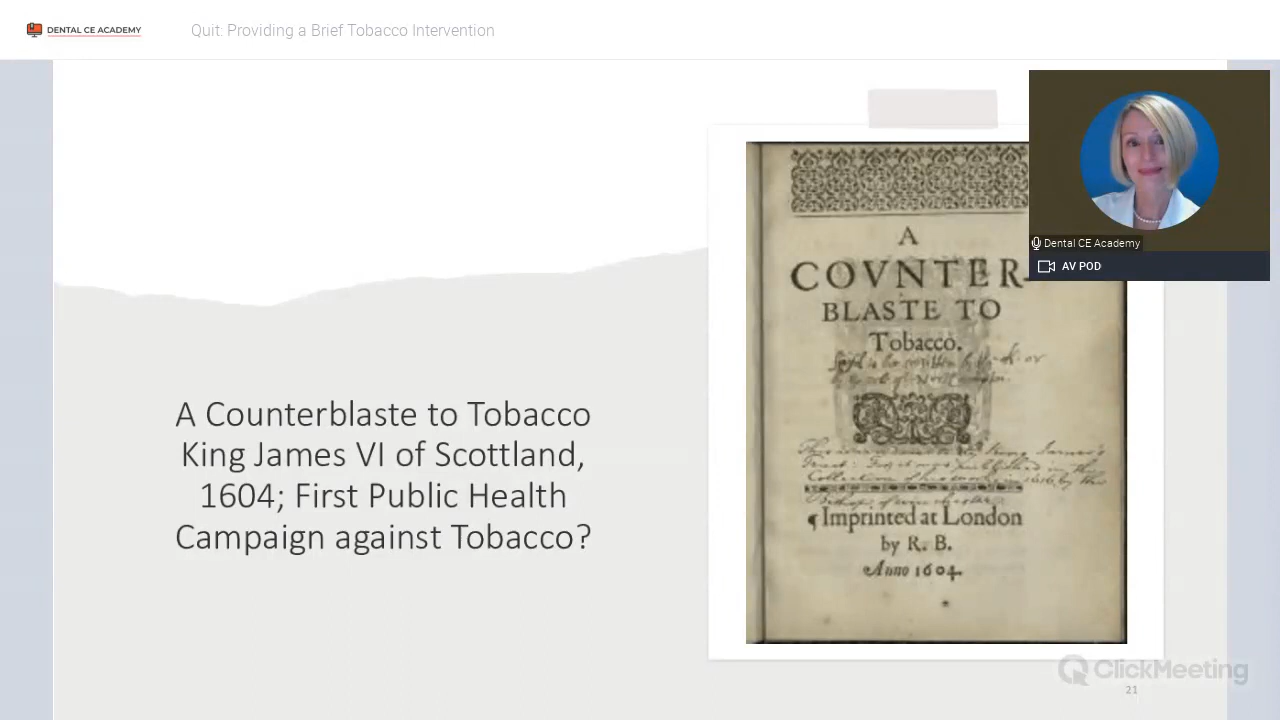 DENTAL CE ACADEMY
Quit: Providing a Brief Tobacco Intervention
A Counterblaste to Tobacco
King James VI of Scottland,
1604; First Public Health
Campaign against Tobacco?
A
COVNTER-
BLASTE TO
Tobacco.
¶Imprinted at London
by R. B.
Anno 1604.
Dental CE Academy
AV POD
ClickMeeting
21